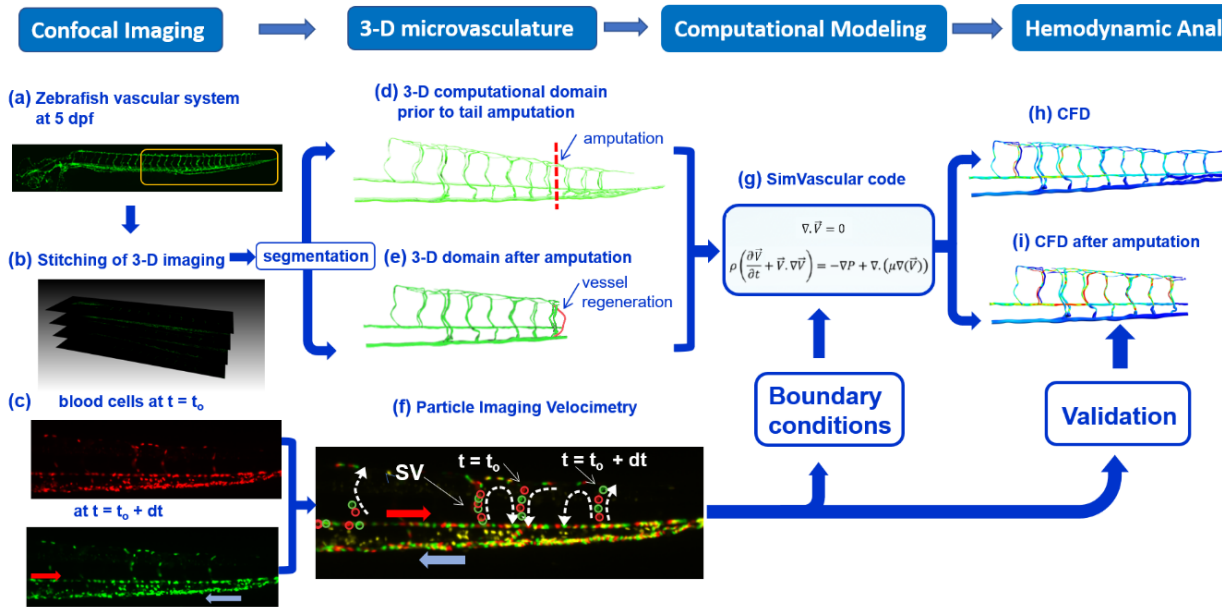 Confocal Imaging
3-D microvasculature
Computational Modeling
Hemodynamic Anal
(a) Zebrafish vascular system
at 5 dpf
(b) Stitching of 3-D imaging
segmentation
(c)
blood cells at t = tₒ
at t = tₒ + dt
(d) 3-D computational domain
prior to tail amputation
amputation
(e) 3-D domain after amputation
vessel
regeneration
(f) Particle Imaging Velocimetry
SV
t = tₒ
t = tₒ + dt
(g) SimVascular code
∇.V⃗ = 0
ρ(∂V⃗/∂t + V⃗.∇V⃗) = −∇P + ∇.(μ∇(V⃗))
Boundary
conditions
(h) CFD
(i) CFD after amputation
Validation